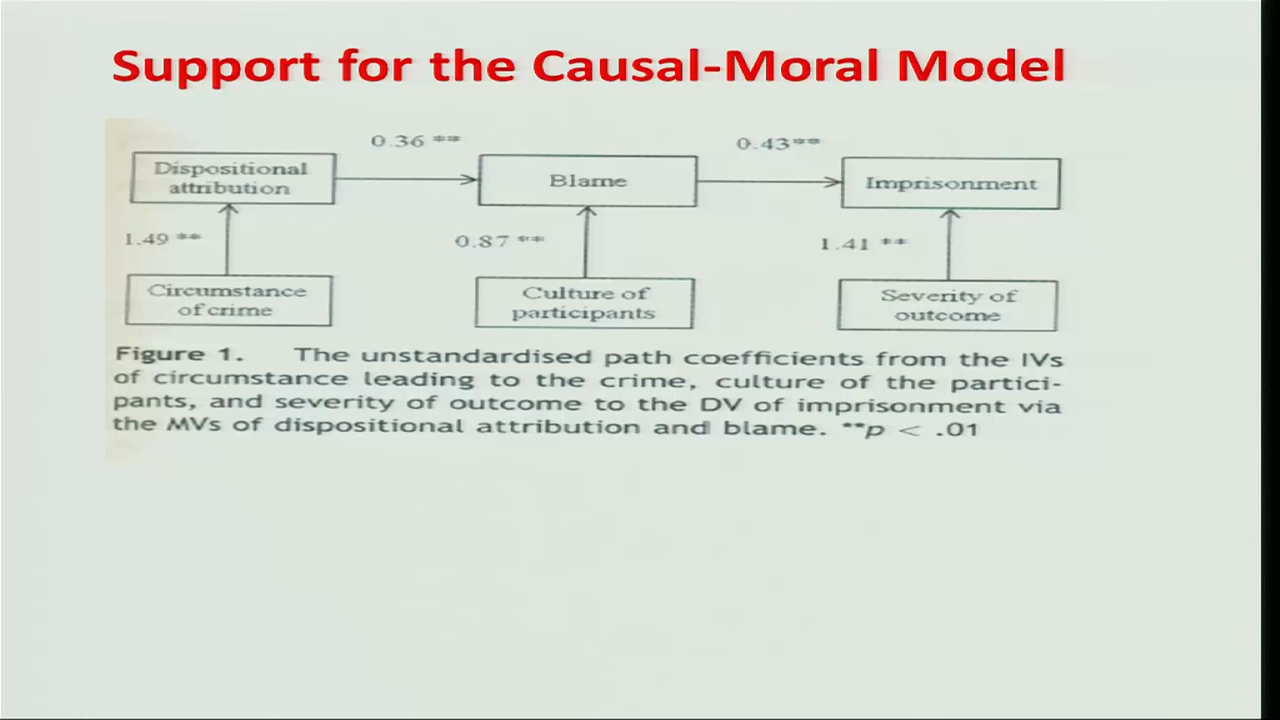 Support for the Causal-Moral Model
0.36 **
0.43**
Dispositional
attribution
Blame
Imprisonment
1.49 **
0.87 **
1.41 **
Circumstance
of crime
Culture of
participants
Severity of
outcome
Figure 1. The unstandardised path coefficients from the IVs
of circumstance leading to the crime, culture of the partici-
pants, and severity of outcome to the DV of imprisonment via
the MVs of dispositional attribution and blame. **p < .01